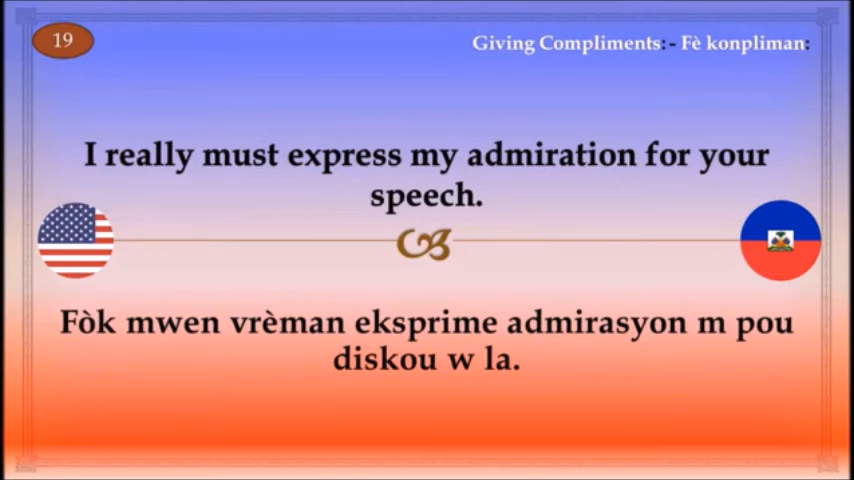 19
Giving Compliments:- Fè konpliman:
I really must express my admiration for your
speech.
Fòk mwen vrèman eksprime admirasyon m pou
diskou w la.